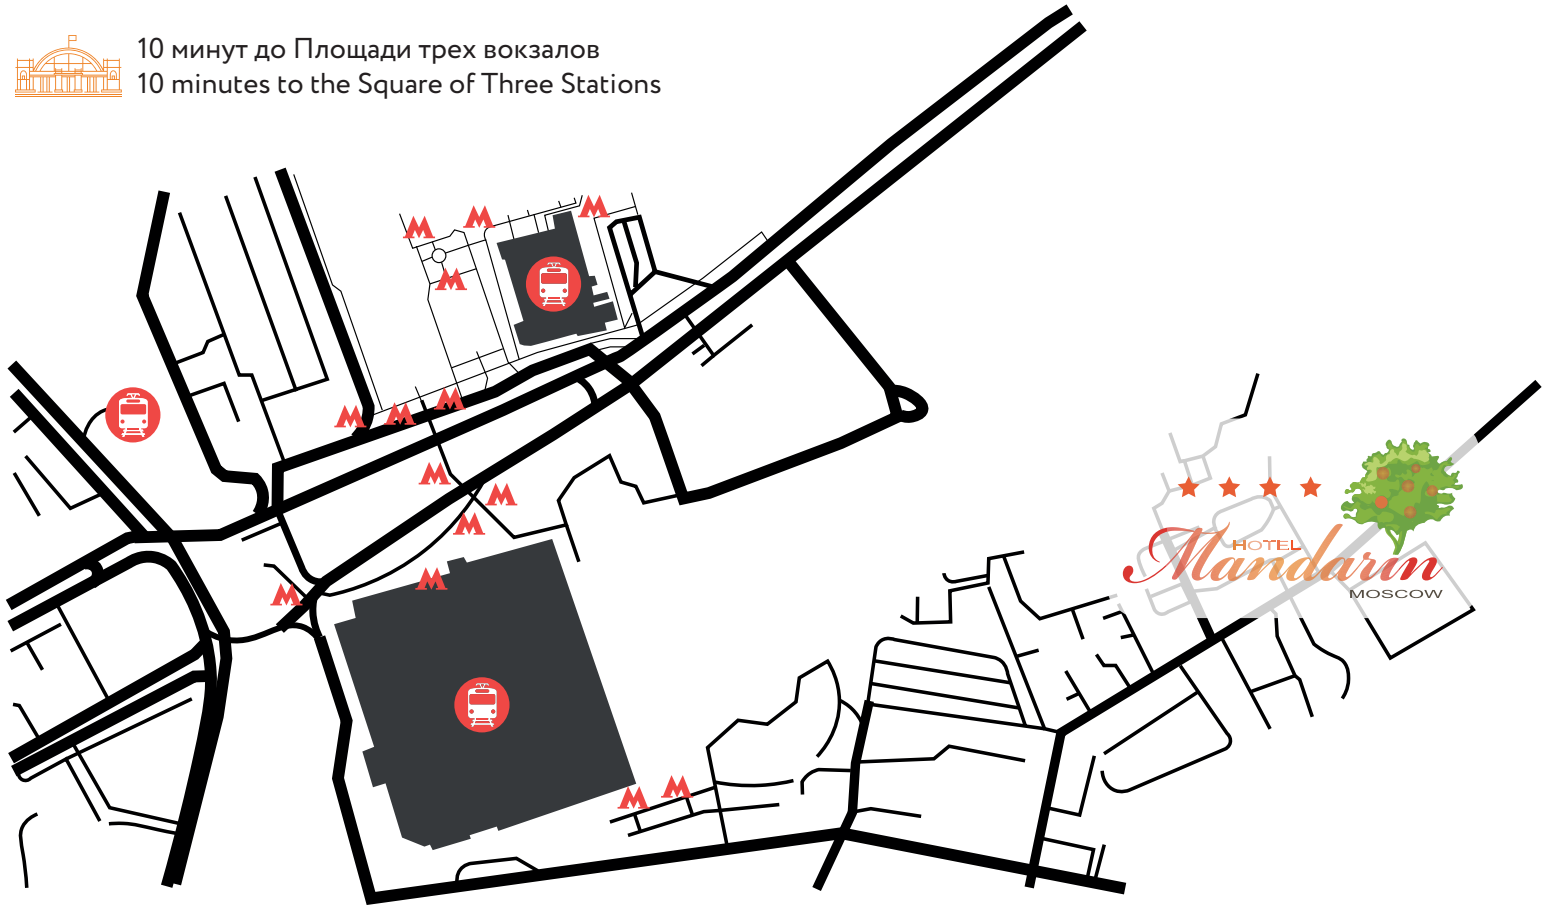 10 минут до Площади трех вокзалов
10 minutes to the Square of Three Stations
М
М
М
М
М
М
М
М
М
М
М
М
М
М
HOTEL
Mandarin
MOSCOW